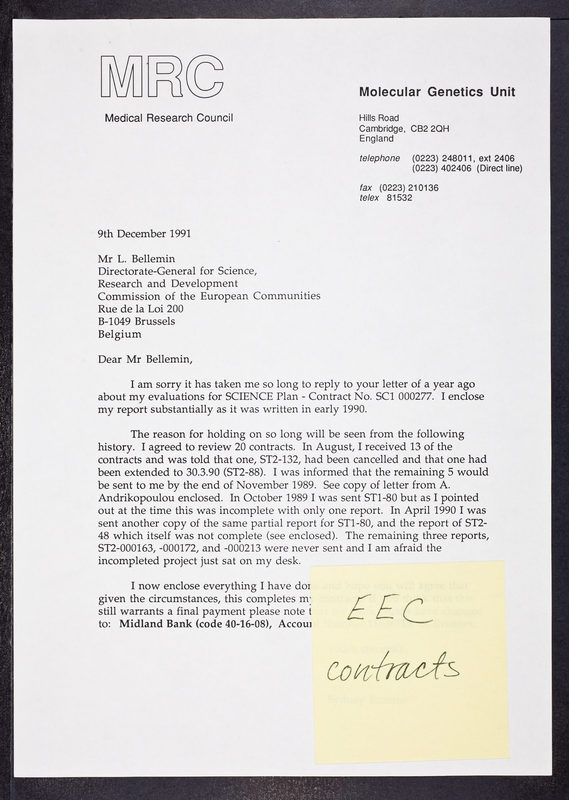 MRC
Medical Research Council
Molecular Genetics Unit
Hills Road
Cambridge, CB2 2QH
England
telephone (0223) 248011, ext 2406
(0223) 402406 (Direct line)
fax (0223) 210136
telex 81532
9th December 1991
Mr L. Bellemin
Directorate-General for Science,
Research and Development
Commission of the European Communities
Rue de la Loi 200
B-1049 Brussels
Belgium
Dear Mr Bellemin,
I am sorry it has taken me so long to reply to your letter of a year ago
about my evaluations for SCIENCE Plan - Contract No. SC1 000277. I enclose
my report substantially as it was written in early 1990.
The reason for holding on so long will be seen from the following
history. I agreed to review 20 contracts. In August, I received 13 of the
contracts and was told that one, ST2-132, had been cancelled and that one had
been extended to 30.3.90 (ST2-88). I was informed that the remaining 5 would
be sent to me by the end of November 1989. See copy of letter from A.
Andrikopoulou enclosed. In October 1989 I was sent ST1-80 but as I pointed
out at the time this was incomplete with only one report. In April 1990 I was
sent another copy of the same partial report for ST1-80, and the report of ST2-
48 which itself was not complete (see enclosed). The remaining three reports,
ST2-000163, -000172, and -000213 were never sent and I am afraid the
incompleted project just sat on my desk.
I now enclose everything I have
given the circumstances, this completes
still warrants a final payment please note
to: Midland Bank (code 40-16-08),
EEC
contracts